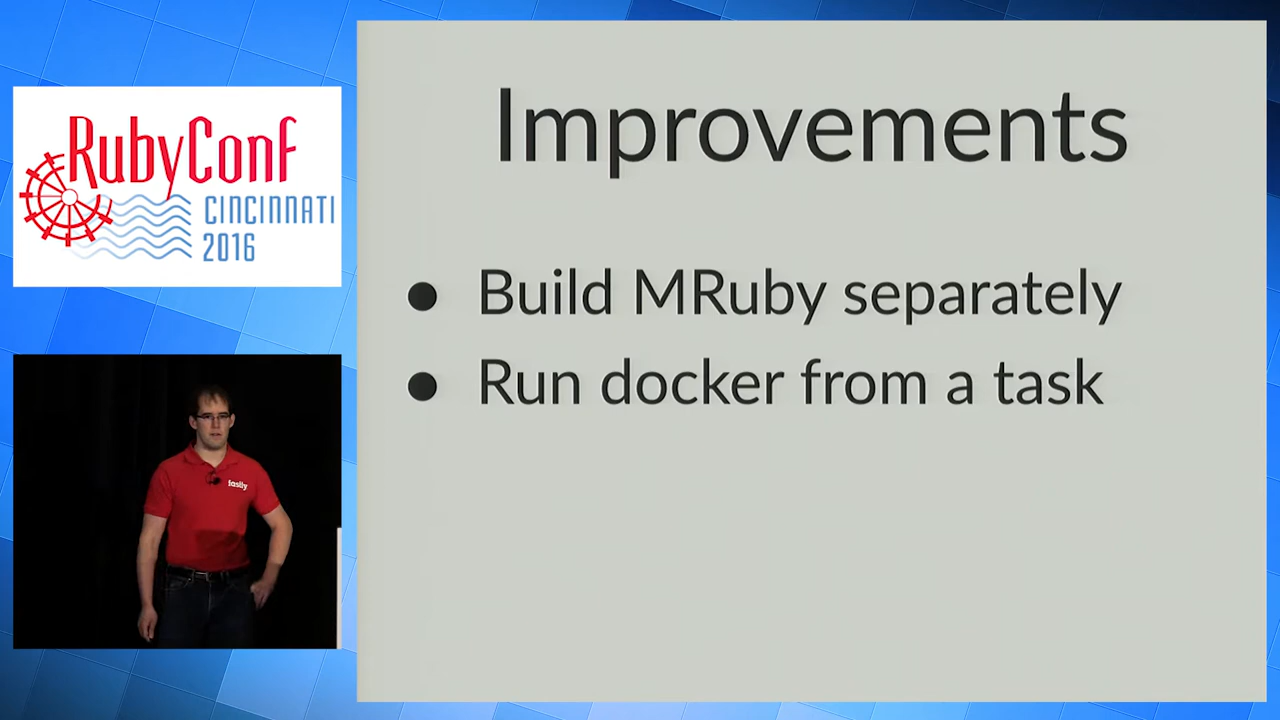 RubyConf
CINCINNATI
2016
fastly
Improvements
● Build MRuby separately
● Run docker from a task